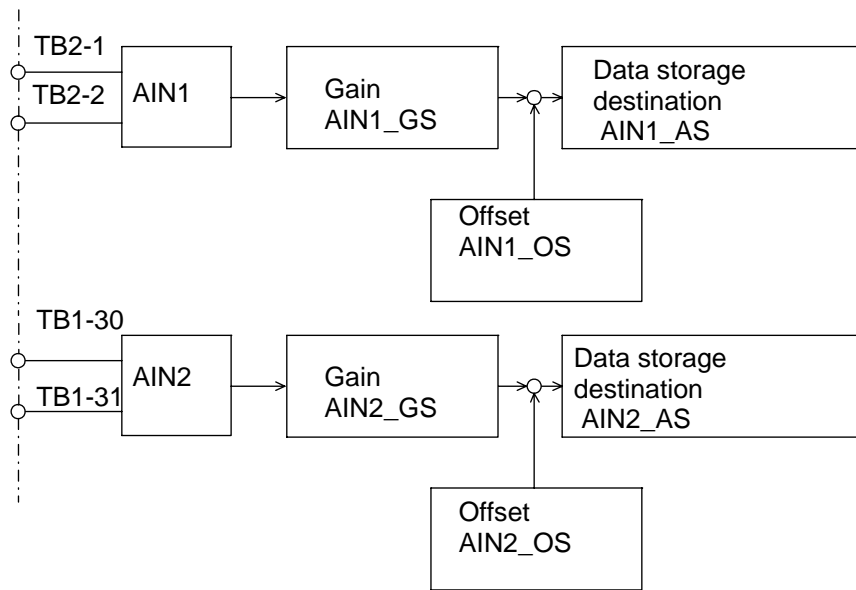 TB2-1
TB2-2
AIN1
Gain
AIN1_GS
Data storage
destination
AIN1_AS
Offset
AIN1_OS
TB1-30
TB1-31
AIN2
Gain
AIN2_GS
Data storage
destination
AIN2_AS
Offset
AIN2_OS